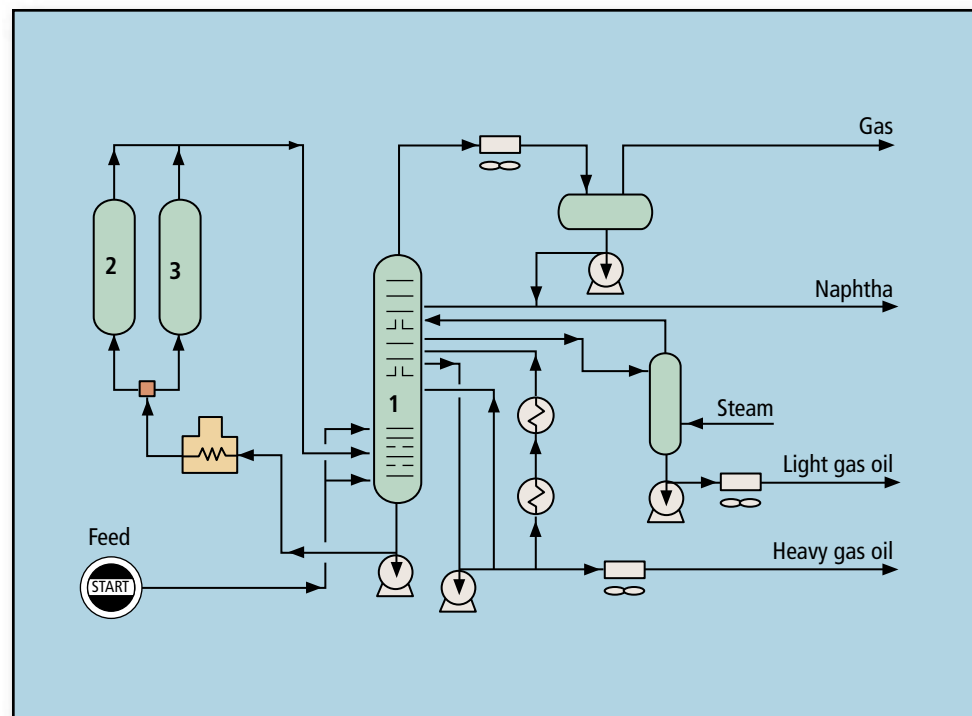 Gas
2
3
Naphtha
1
Steam
Light gas oil
Feed
Heavy gas oil
START